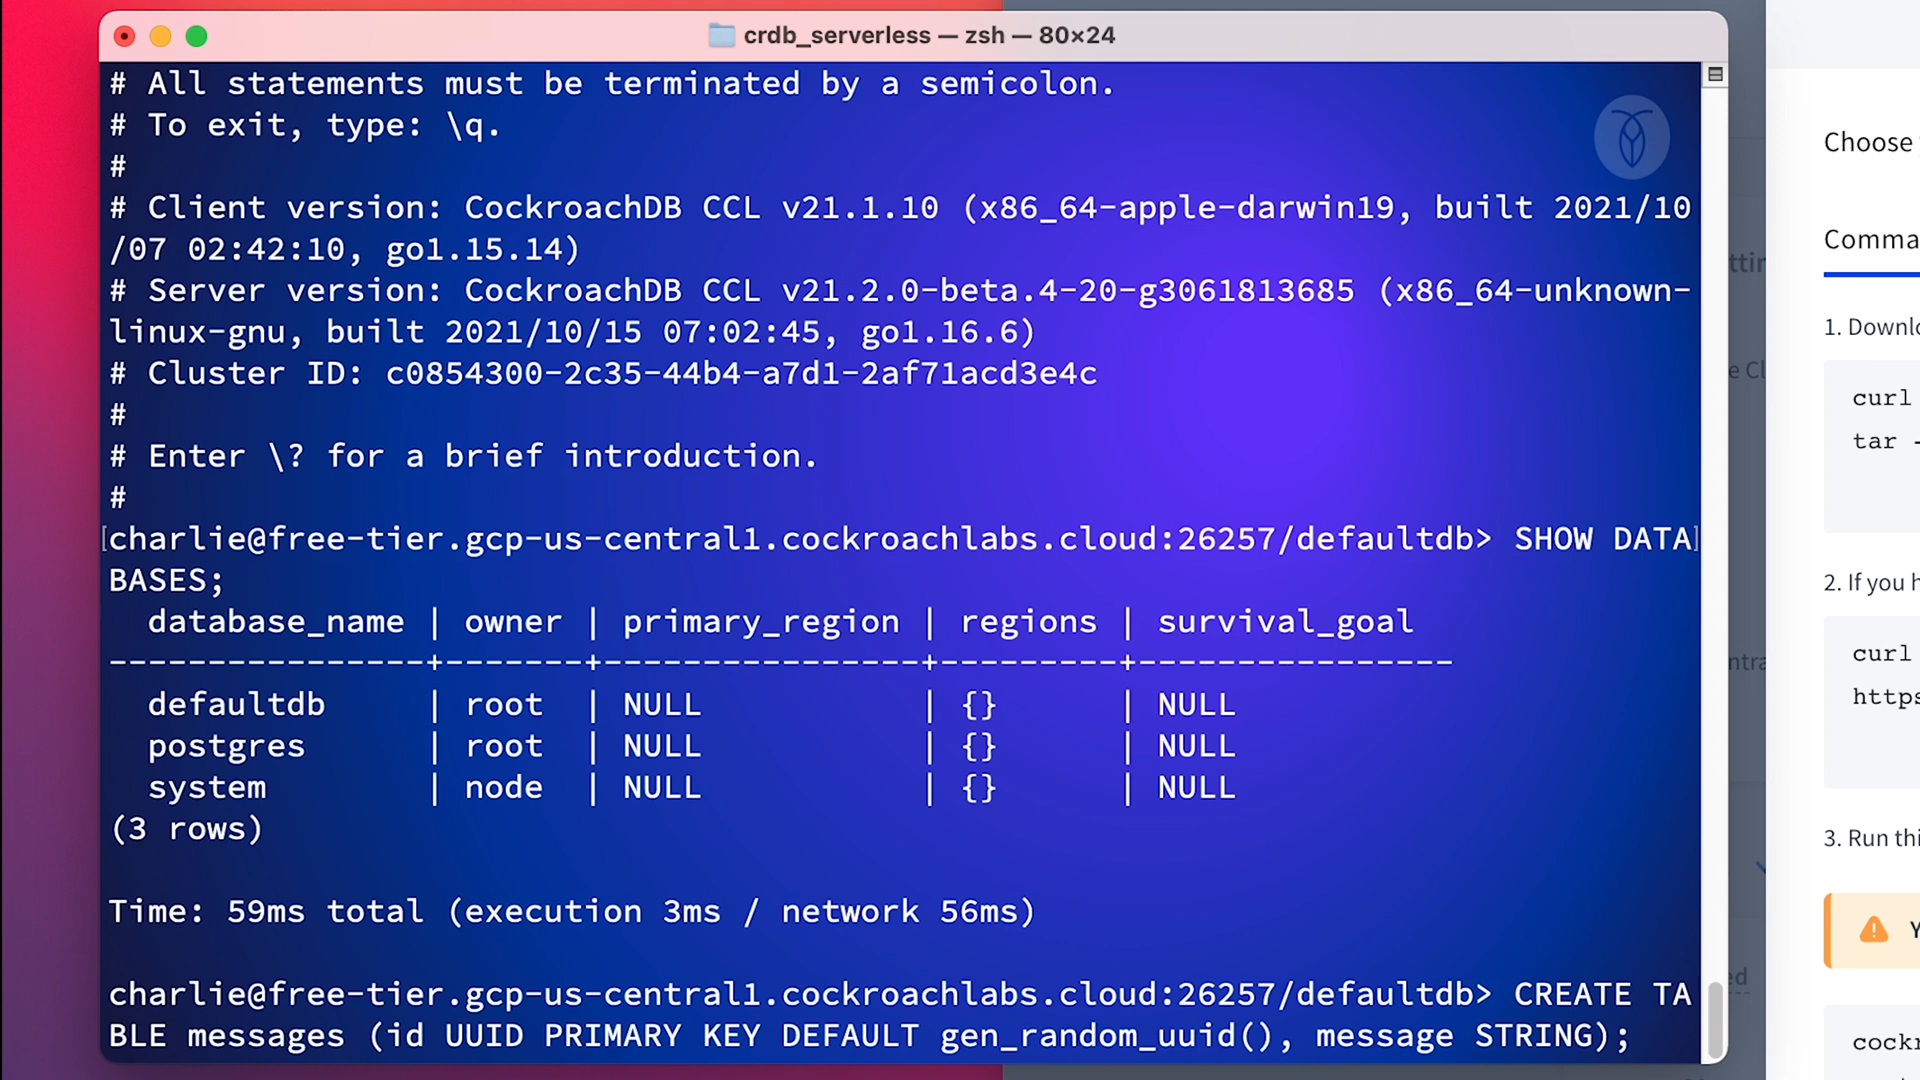 crdb_serverless — zsh — 80×24
# All statements must be terminated by a semicolon.
# To exit, type: \q.
#
# Client version: CockroachDB CCL v21.1.10 (x86_64-apple-darwin19, built 2021/10
/07 02:42:10, go1.15.14)
# Server version: CockroachDB CCL v21.2.0-beta.4-20-g3061813685 (x86_64-unknown-
linux-gnu, built 2021/10/15 07:02:45, go1.16.6)
# Cluster ID: c0854300-2c35-44b4-a7d1-2af71acd3e4c
#
# Enter \? for a brief introduction.
#
[charlie@free-tier.gcp-us-central1.cockroachlabs.cloud:26257/defaultdb> SHOW DATA]
BASES;
  database_name | owner | primary_region | regions | survival_goal
----------------+-------+----------------+---------+----------------
  defaultdb     | root  | NULL           | {}      | NULL
  postgres      | root  | NULL           | {}      | NULL
  system        | node  | NULL           | {}      | NULL
(3 rows)
Time: 59ms total (execution 3ms / network 56ms)
charlie@free-tier.gcp-us-central1.cockroachlabs.cloud:26257/defaultdb> CREATE TA
BLE messages (id UUID PRIMARY KEY DEFAULT gen_random_uuid(), message STRING);
Choose
Comma
1. Downlo
curl
tar -
2. If you h
curl
https
3. Run thi
Y
cockr